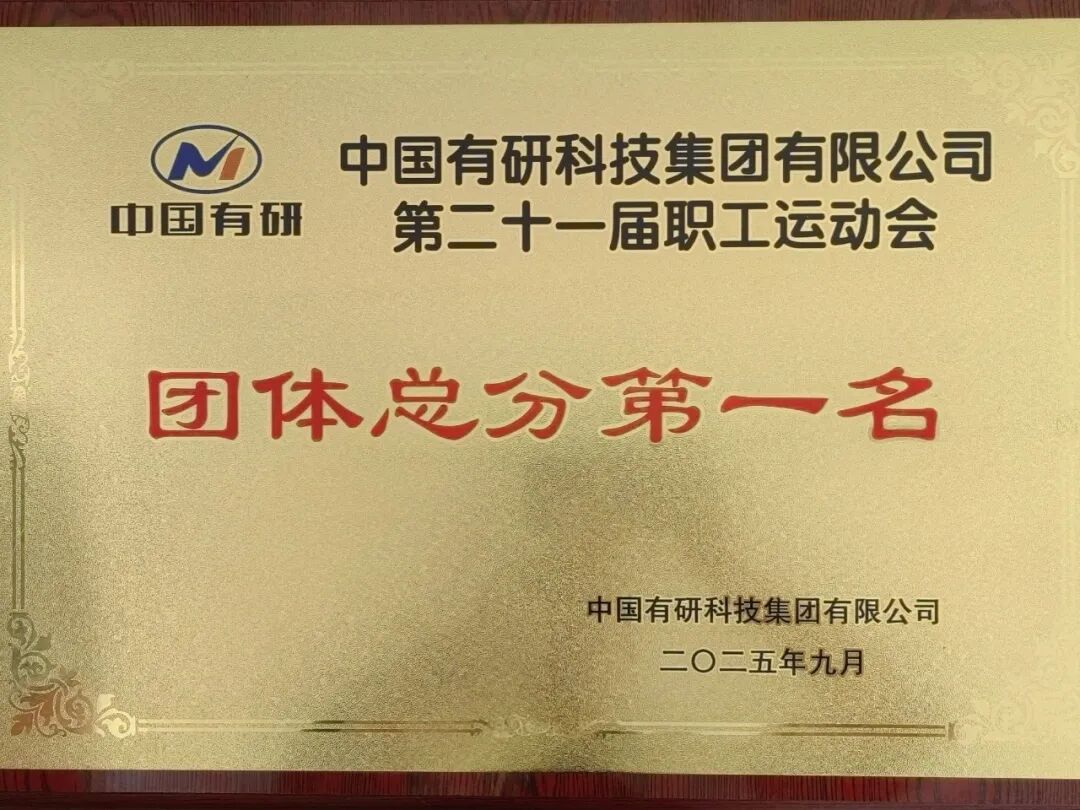 中国有研
中国有研科技集团有限公司
第二十一届职工运动会
团体总分第一名
中国有研科技集团有限公司
二〇二五年九月